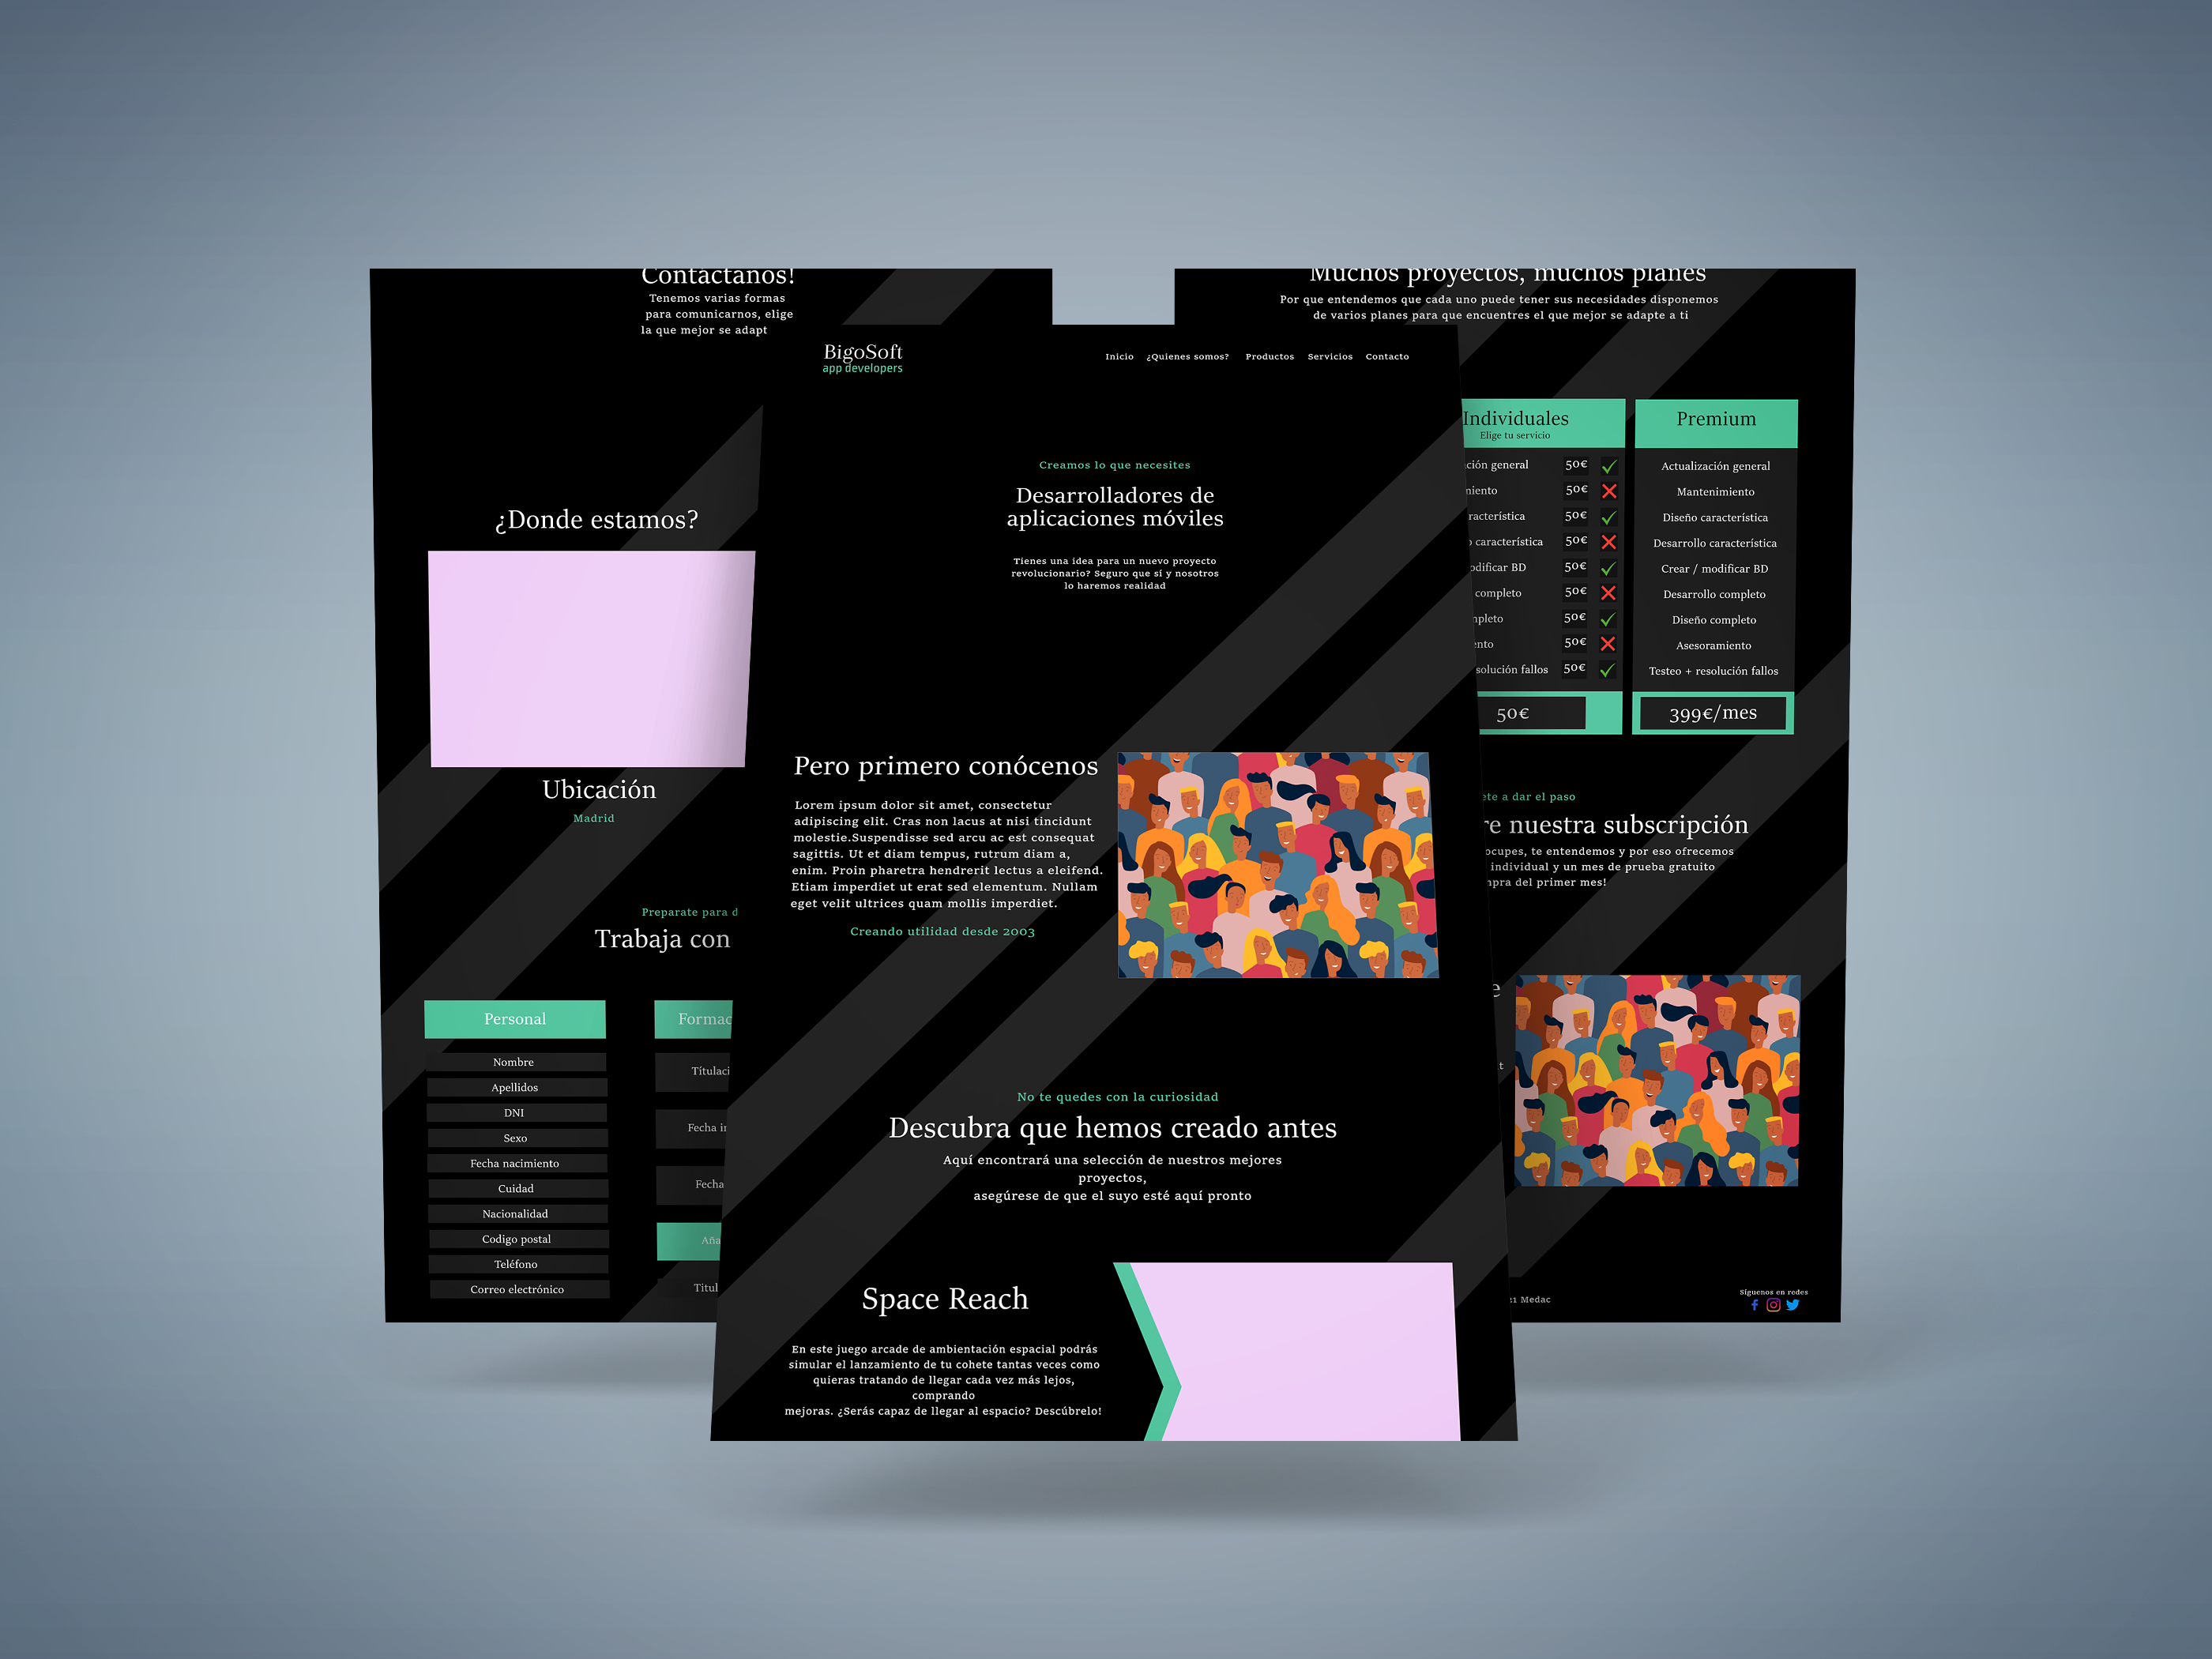 Contáctanos!
Tenemos varias formas
para comunicarnos, elige
la que mejor se adapt
¿Donde estamos?
Ubicación
Madrid
Preparate para d
Trabaja con
Personal
Nombre
Apellidos
DNI
Sexo
Fecha nacimiento
Cuidad
Nacionalidad
Codigo postal
Teléfono
Correo electrónico
Formac
Títulaci
Fecha in
Fecha
Aña
Titul
BigoSoft
app developers
Inicio ¿Quienes somos? Productos Servicios Contacto
Creamos lo que necesites
Desarrolladores de
aplicaciones móviles
Tienes una idea para un nuevo proyecto
revolucionario? Seguro que sí y nosotros
lo haremos realidad
Pero primero conócenos
Lorem ipsum dolor sit amet, consectetur
adipiscing elit. Cras non lacus at nisi tincidunt
molestie.Suspendisse sed arcu ac est consequat
sagittis. Ut et diam tempus, rutrum diam a,
enim. Proin pharetra hendrerit lectus a eleifend.
Etiam imperdiet ut erat sed elementum. Nullam
eget velit ultrices quam mollis imperdiet.
Creando utilidad desde 2003
No te quedes con la curiosidad
Descubra que hemos creado antes
Aquí encontrará una selección de nuestros mejores
proyectos,
asegúrese de que el suyo esté aquí pronto
Space Reach
En este juego arcade de ambientación espacial podrás
simular el lanzamiento de tu cohete tantas veces como
quieras tratando de llegar cada vez más lejos,
comprando
mejoras. ¿Serás capaz de llegar al espacio? Descúbrelo!
Muchos proyectos, muchos planes
Por que entendemos que cada uno puede tener sus necesidades disponemos
de varios planes para que encuentres el que mejor se adapte a ti
Individuales
Elige tu servicio
ción general 50€
niento 50€
racterística 50€
o característica 50€
odificar BD 50€
completo 50€
mpleto 50€
ento 50€
solución fallos 50€
50€
Premium
Actualización general
Mantenimiento
Diseño característica
Desarrollo característica
Crear / modificar BD
Desarrollo completo
Diseño completo
Asesoramiento
Testeo + resolución fallos
399€/mes
ete a dar el paso
re nuestra subscripción
ocupes, te entendemos y por eso ofrecemos
individual y un mes de prueba gratuito
mpra del primer mes!
e
t
21 Medac
Síguenos en redes